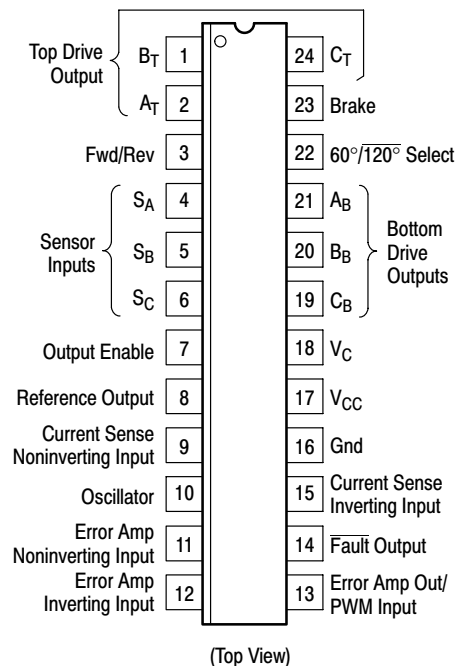 Top Drive
Output
B_T 1
A_T 2
Fwd/Rev 3
Sensor
Inputs
S_A 4
S_B 5
S_C 6
Output Enable 7
Reference Output 8
Current Sense
Noninverting Input
9
Oscillator 10
Error Amp
Noninverting Input
11
Error Amp
Inverting Input
12
24 C_T
23 Brake
22 60°/120° Select
21 A_B
20 B_B
19 C_B
Bottom
Drive
Outputs
18 V_C
17 V_CC
16 Gnd
15
Current Sense
Inverting Input
14 Fault Output
13
Error Amp Out/
PWM Input
(Top View)